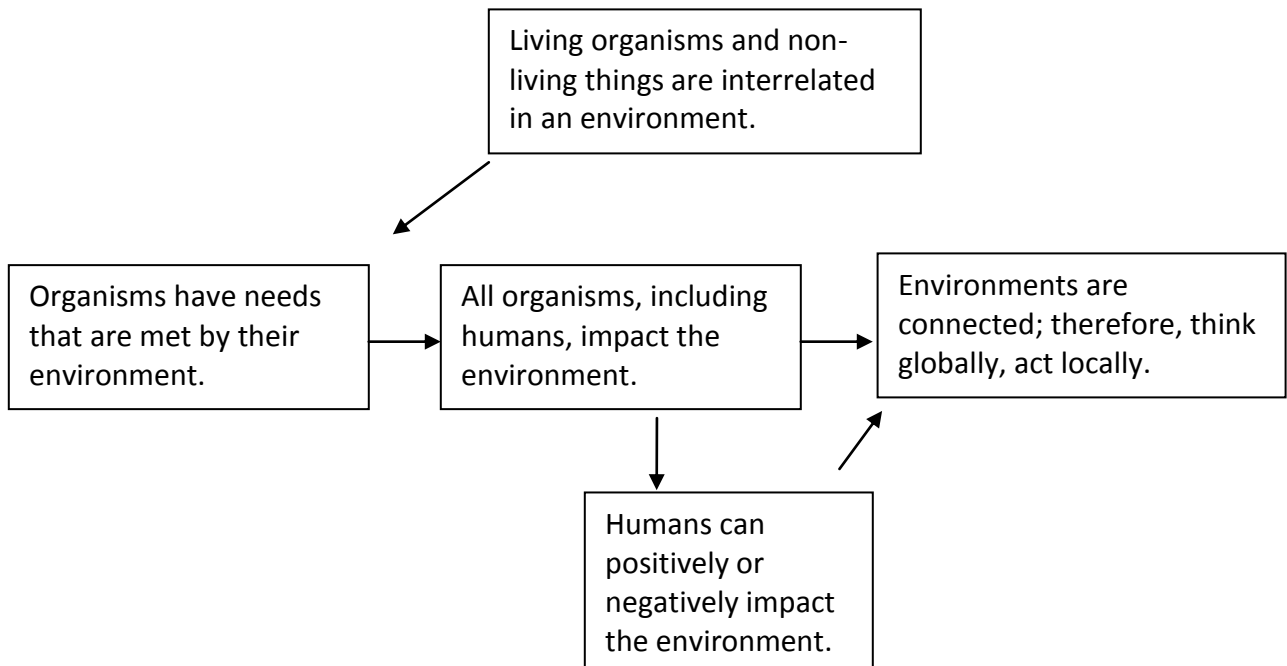 Living organisms and non-
living things are interrelated
in an environment.
Organisms have needs
that are met by their
environment.
All organisms, including
humans, impact the
environment.
Environments are
connected; therefore, think
globally, act locally.
Humans can
positively or
negatively impact
the environment.